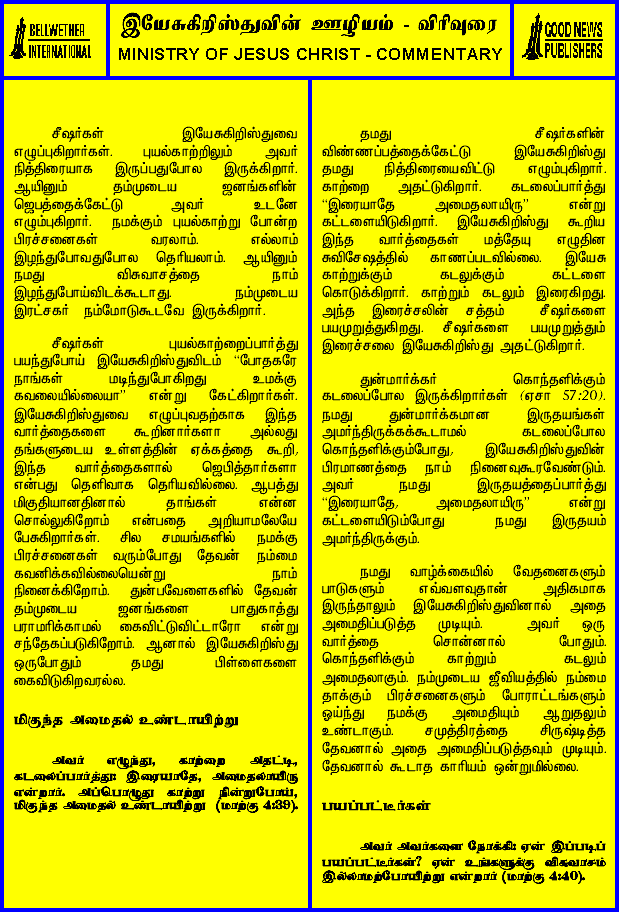 BELLWETHER
INTERNATIONAL
இயேசுகிறிஸ்துவின் ஊழியம் - விரிவுரை
MINISTRY OF JESUS CHRIST - COMMENTARY
GOOD NEWS
PUBLISHERS
சீஷர்கள் இயேசுகிறிஸ்துவை
எழுப்புகிறார்கள். புயல்காற்றிலும் அவர்
நித்திரையாக இருப்பதுபோல இருக்கிறார்.
ஆயினும் தம்முடைய ஜனங்களின்
ஜெபத்தைக்கேட்டு அவர் உடனே
எழும்புகிறார். நமக்கும் புயல்காற்று போன்ற
பிரச்சனைகள் வரலாம். எல்லாம்
இழந்துபோவதுபோல தெரியலாம். ஆயினும்
நமது விசுவாசத்தை நாம்
இழந்துபோய்விடக்கூடாது. நம்முடைய
இரட்சகர் நம்மோடுகூடவே இருக்கிறார்.
சீஷர்கள் புயல்காற்றைப்பார்த்து
பயந்துபோய் இயேசுகிறிஸ்துவிடம் “போதகரே
நாங்கள் மடிந்துபோகிறது உமக்கு
கவலையில்லையா” என்று கேட்கிறார்கள்.
இயேசுகிறிஸ்துவை எழுப்புவதற்காக இந்த
வார்த்தைகளை கூறினார்களா அல்லது
தங்களுடைய உள்ளத்தின் ஏக்கத்தை கூறி,
இந்த வார்த்தைகளால் ஜெபித்தார்களா
என்பது தெளிவாக தெரியவில்லை. ஆபத்து
மிகுதியானதினால் தாங்கள் என்ன
சொல்லுகிறோம் என்பதை அறியாமலேயே
பேசுகிறார்கள். சில சமயங்களில் நமக்கு
பிரச்சனைகள் வரும்போது தேவன் நம்மை
கவனிக்கவில்லையென்று நாம்
நினைக்கிறோம். துன்பவேளைகளில் தேவன்
தம்முடைய ஜனங்களை பாதுகாத்து
பராமரிக்காமல் கைவிட்டுவிட்டாரோ என்று
சந்தேகப்படுகிறோம். ஆனால் இயேசுகிறிஸ்து
ஒருபோதும் தமது பிள்ளைகளை
கைவிடுகிறவரல்ல.
மிகுந்த அமைதல் உண்டாயிற்று
அவர் எழுந்து, காற்றை அதட்டி,
கடலைப்பார்த்து: இரையாதே, அமைதலாயிரு
என்றார். அப்பொழுது காற்று நின்றுபோய்,
மிகுந்த அமைதல் உண்டாயிற்று (மாற்கு 4:39).
தமது சீஷர்களின்
விண்ணப்பத்தைக்கேட்டு இயேசுகிறிஸ்து
தமது நித்திரையைவிட்டு எழும்புகிறார்.
காற்றை அதட்டுகிறார். கடலைப்பார்த்து
“இரையாதே அமைதலாயிரு” என்று
கட்டளையிடுகிறார். இயேசுகிறிஸ்து கூறிய
இந்த வார்த்தைகள் மத்தேயு எழுதின
சுவிசேஷத்தில் காணப்படவில்லை. இயேசு
காற்றுக்கும் கடலுக்கும் கட்டளை
கொடுக்கிறார். காற்றும் கடலும் இரைகிறது.
அந்த இரைச்சலின் சத்தம் சீஷர்களை
பயமுறுத்துகிறது. சீஷர்களை பயமுறுத்தும்
இரைச்சலை இயேசுகிறிஸ்து அதட்டுகிறார்.
துன்மார்க்கர் கொந்தளிக்கும்
கடலைப்போல இருக்கிறார்கள் (ஏசா 57:20).
நமது துன்மார்க்கமான இருதயங்கள்
அமர்ந்திருக்கக்கூடாமல் கடலைப்போல
கொந்தளிக்கும்போது, இயேசுகிறிஸ்துவின்
பிரமாணத்தை நாம் நினைவுகூரவேண்டும்.
அவர் நமது இருதயத்தைப்பார்த்து
“இரையாதே, அமைதலாயிரு” என்று
கட்டளையிடும்போது நமது இருதயம்
அமர்ந்திருக்கும்.
நமது வாழ்க்கையில் வேதனைகளும்
பாடுகளும் எவ்வளவுதான் அதிகமாக
இருந்தாலும் இயேசுகிறிஸ்துவினால் அதை
அமைதிப்படுத்த முடியும். அவர் ஒரு
வார்த்தை சொன்னால் போதும்.
கொந்தளிக்கும் காற்றும் கடலும்
அமைதலாகும். நம்முடைய ஜீவியத்தில் நம்மை
தாக்கும் பிரச்சனைகளும் போராட்டங்களும்
ஓய்ந்து நமக்கு அமைதியும் ஆறுதலும்
உண்டாகும். சமுத்திரத்தை சிருஷ்டித்த
தேவனால் அதை அமைதிப்படுத்தவும் முடியும்.
தேவனால் கூடாத காரியம் ஒன்றுமில்லை.
பயப்பட்டீர்கள்
அவர் அவர்களை நோக்கி: ஏன் இப்படிப்
பயப்பட்டீர்கள்? ஏன் உங்களுக்கு விசுவாசம்
இல்லாமற்போயிற்று என்றார் (மாற்கு 4:40).